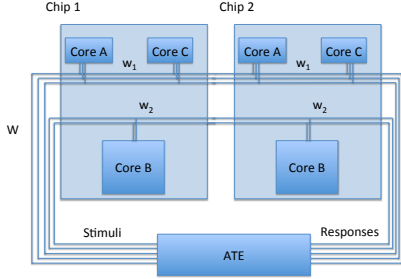 Chip 1 Chip 2
Core A Core C Core A Core C
w₁ w₁
W
w₂ w₂
Core B Core B
Stimuli Responses
ATE